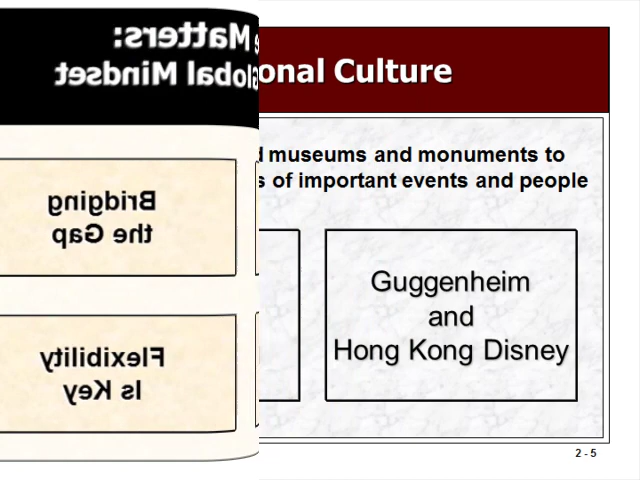 Matters:
Global Mindset
Bridging
the Gap
Flexibility
Is Key
onal Culture
museums and monuments to
s of important events and people
Guggenheim
and
Hong Kong Disney
2 - 5